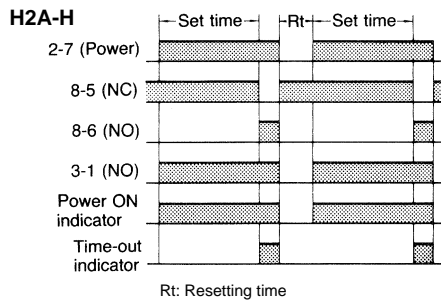 H2A-H
Set time Rt Set time
2-7 (Power)
8-5 (NC)
8-6 (NO)
3-1 (NO)
Power ON
indicator
Time-out
indicator
Rt: Resetting time